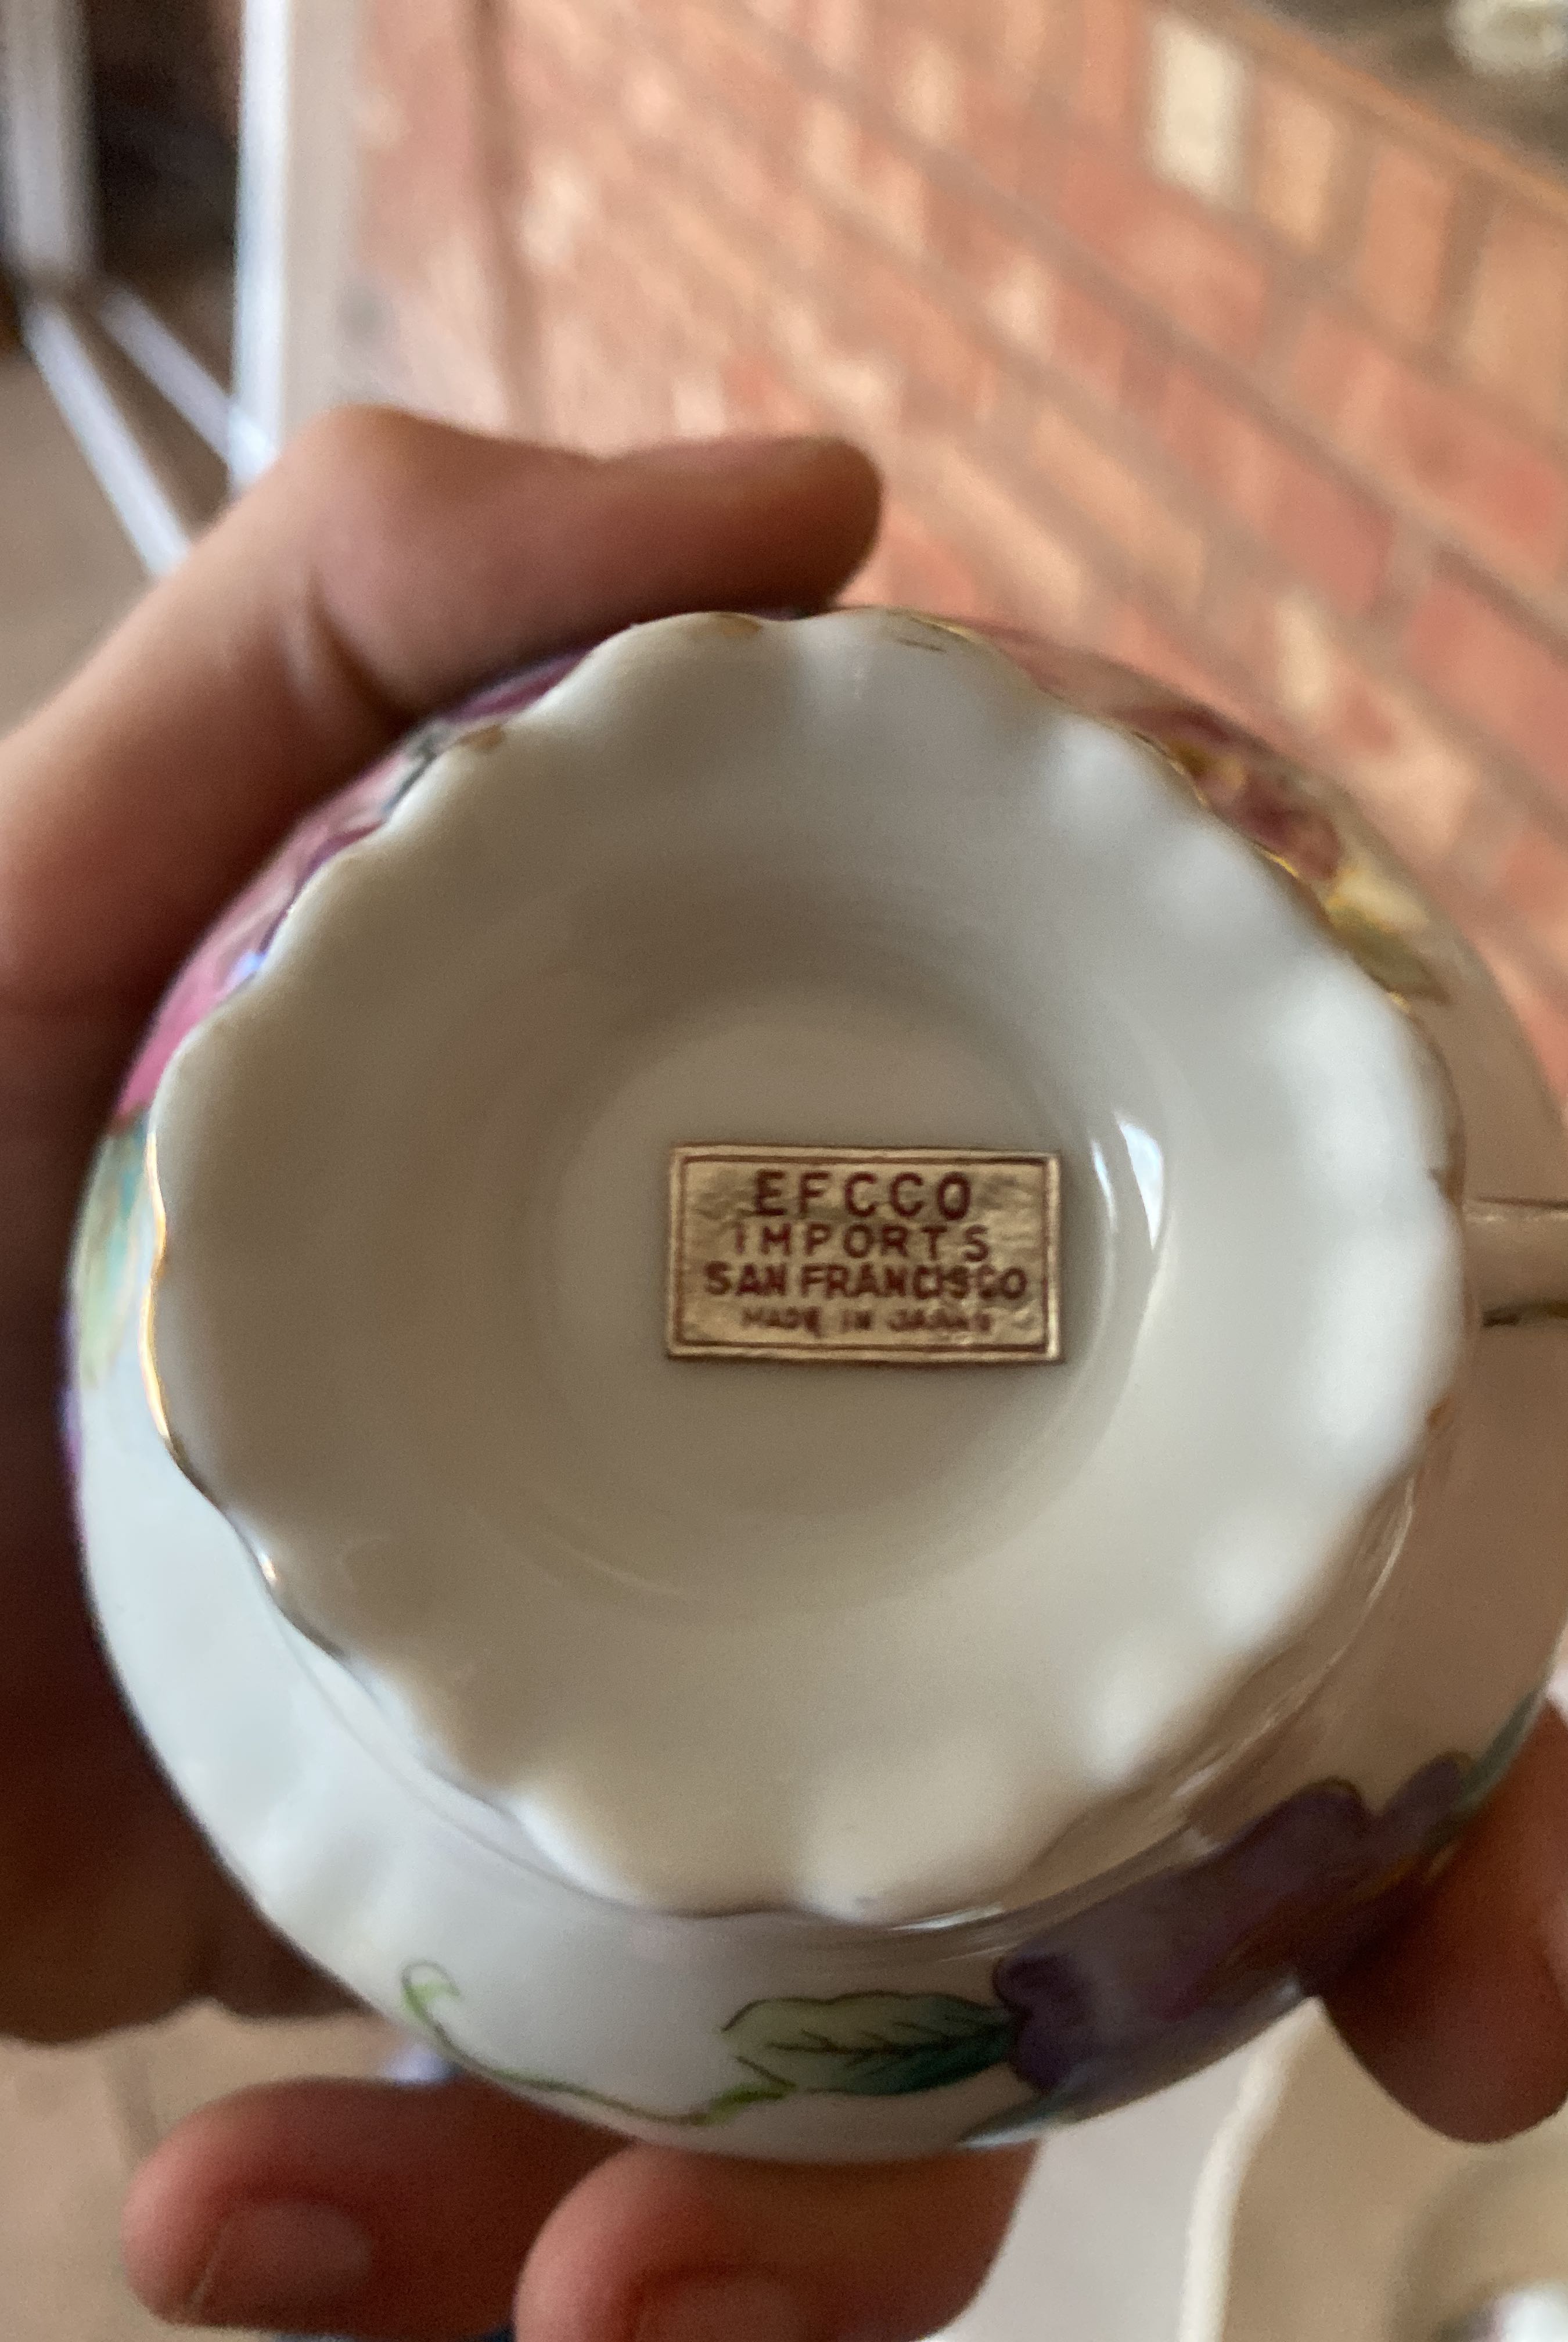 EFCCO
IMPORTS
SAN FRANCISCO
MADE IN JAPAN